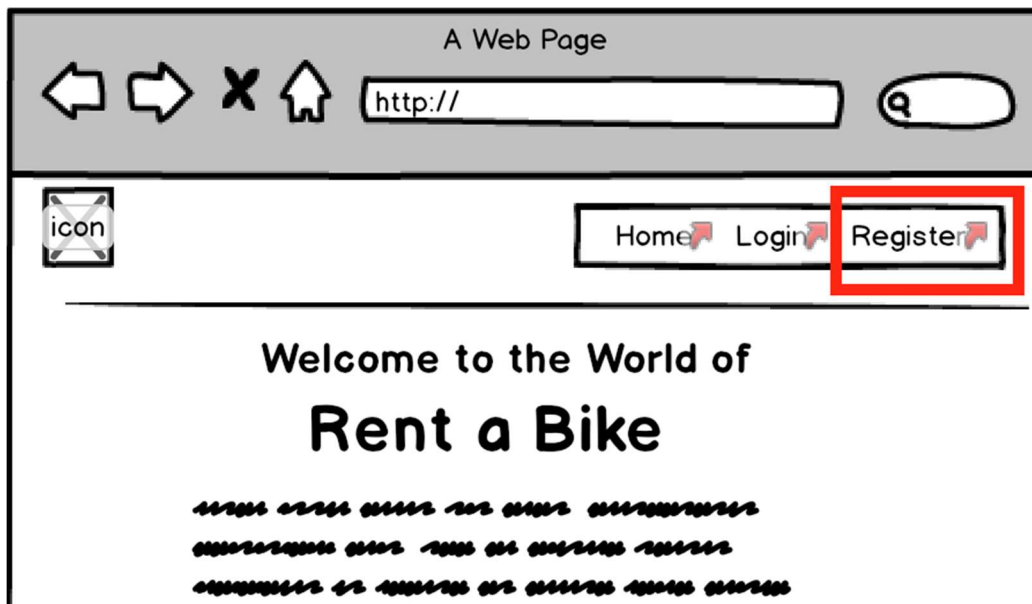 A Web Page
http://
icon
Home Login Register
Welcome to the World of
Rent a Bike